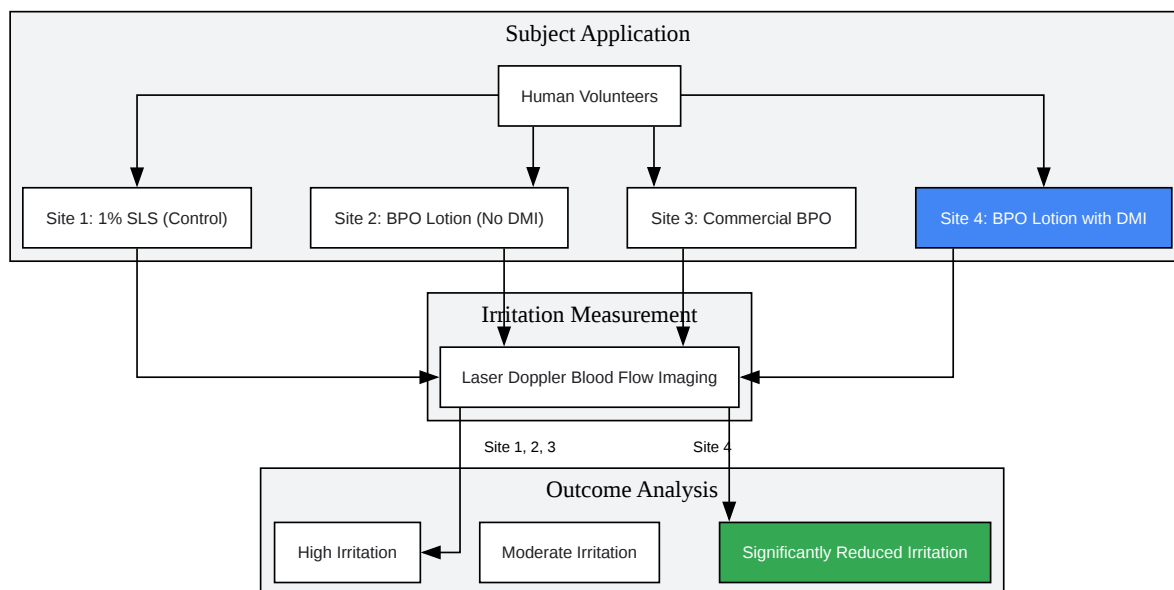 Subject Application
Human Volunteers
Site 1: 1% SLS (Control)
Site 2: BPO Lotion (No DMI)
Site 3: Commercial BPO
Site 4: BPO Lotion with DMI
Irritation Measurement
Laser Doppler Blood Flow Imaging
Site 1, 2, 3
Site 4
Outcome Analysis
High Irritation
Moderate Irritation
Significantly Reduced Irritation